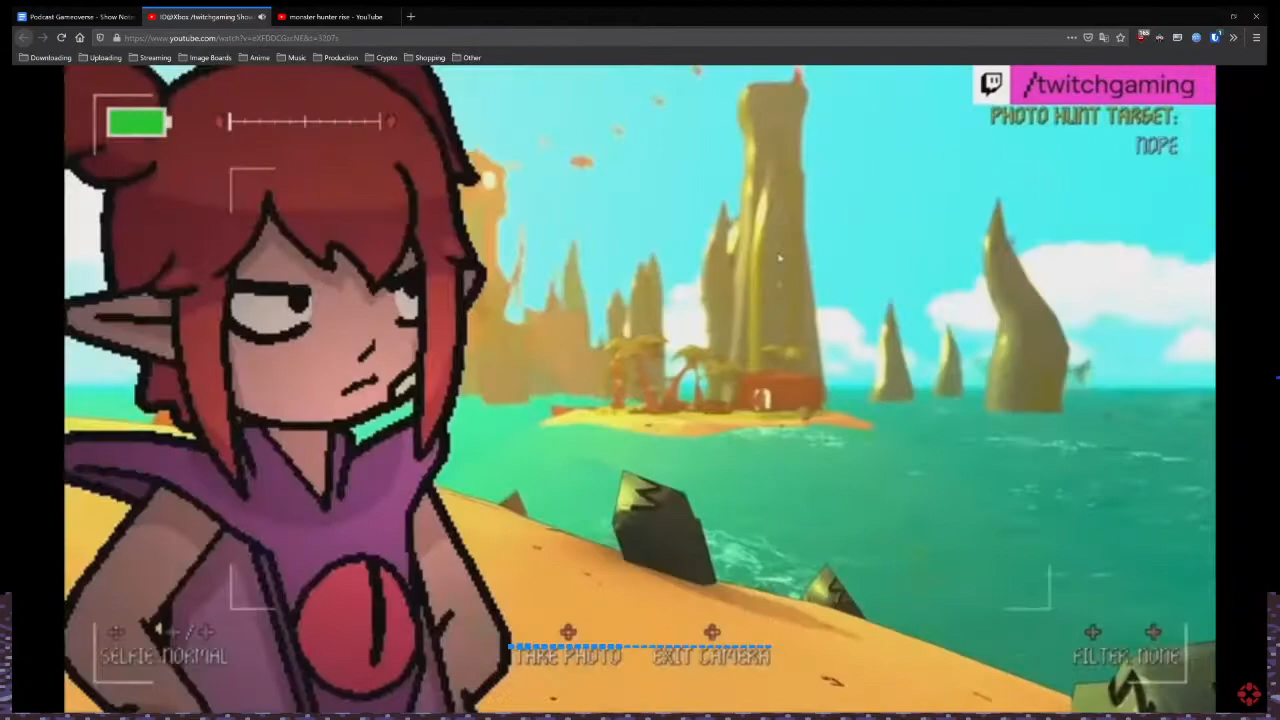 Podcast Gameoverse - Show Note
ID@Xbox /twitchgaming Show
monster hunter rise - YouTube
https://www.youtube.com/watch?v=eXFDDCGzcNE&t=3207s
Downloading
Uploading
Streaming
Image Boards
Anime
Music
Production
Crypto
Shopping
Other
/twitchgaming
PHOTO HUNT TARGET:
NOPE
SELFIE NORMAL
TAKE PHOTO
EXIT CAMERA
FILTER NONE